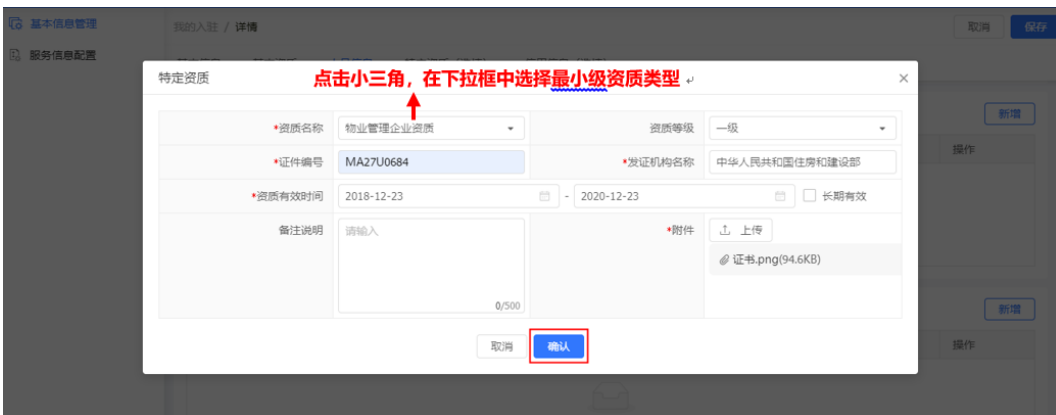 基本信息管理
我的入驻 / 详情
取消
保存
服务信息配置
特定资质
点击小三角，在下拉框中选择最小级资质类型
新增
*资质名称
物业管理企业资质
资质等级
一级
操作
*证件编号
MA27U0684
*发证机构名称
中华人民共和国住房和建设部
*资质有效时间
2018-12-23
-
2020-12-23
长期有效
备注说明
请输入
*附件
上传
证书.png(94.6KB)
0/500
新增
取消
确认
操作